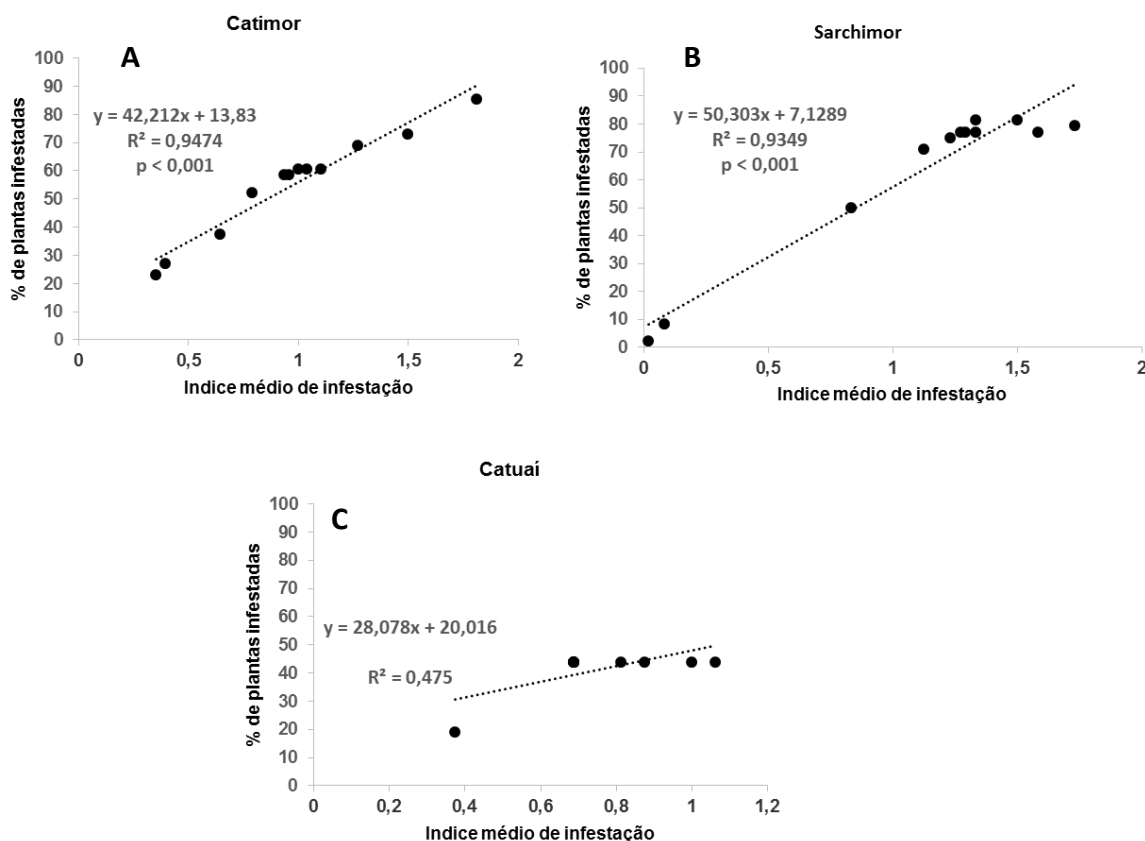 Catimor
A
100
90
80
70
60
50
40
30
20
10
0
% de plantas infestadas
y = 42,212x + 13,83
R² = 0,9474
p < 0,001
0 0,5 1 1,5 2
Indice médio de infestação
Sarchimor
B
100
90
80
70
60
50
40
30
20
10
0
% de plantas infestadas
y = 50,303x + 7,1289
R² = 0,9349
p < 0,001
0 0,5 1 1,5 2
Indice médio de infestação
Catuaí
C
100
90
80
70
60
50
40
30
20
10
0
% de plantas infestadas
y = 28,078x + 20,016
R² = 0,475
0 0,2 0,4 0,6 0,8 1 1,2
Indice médio de infestação